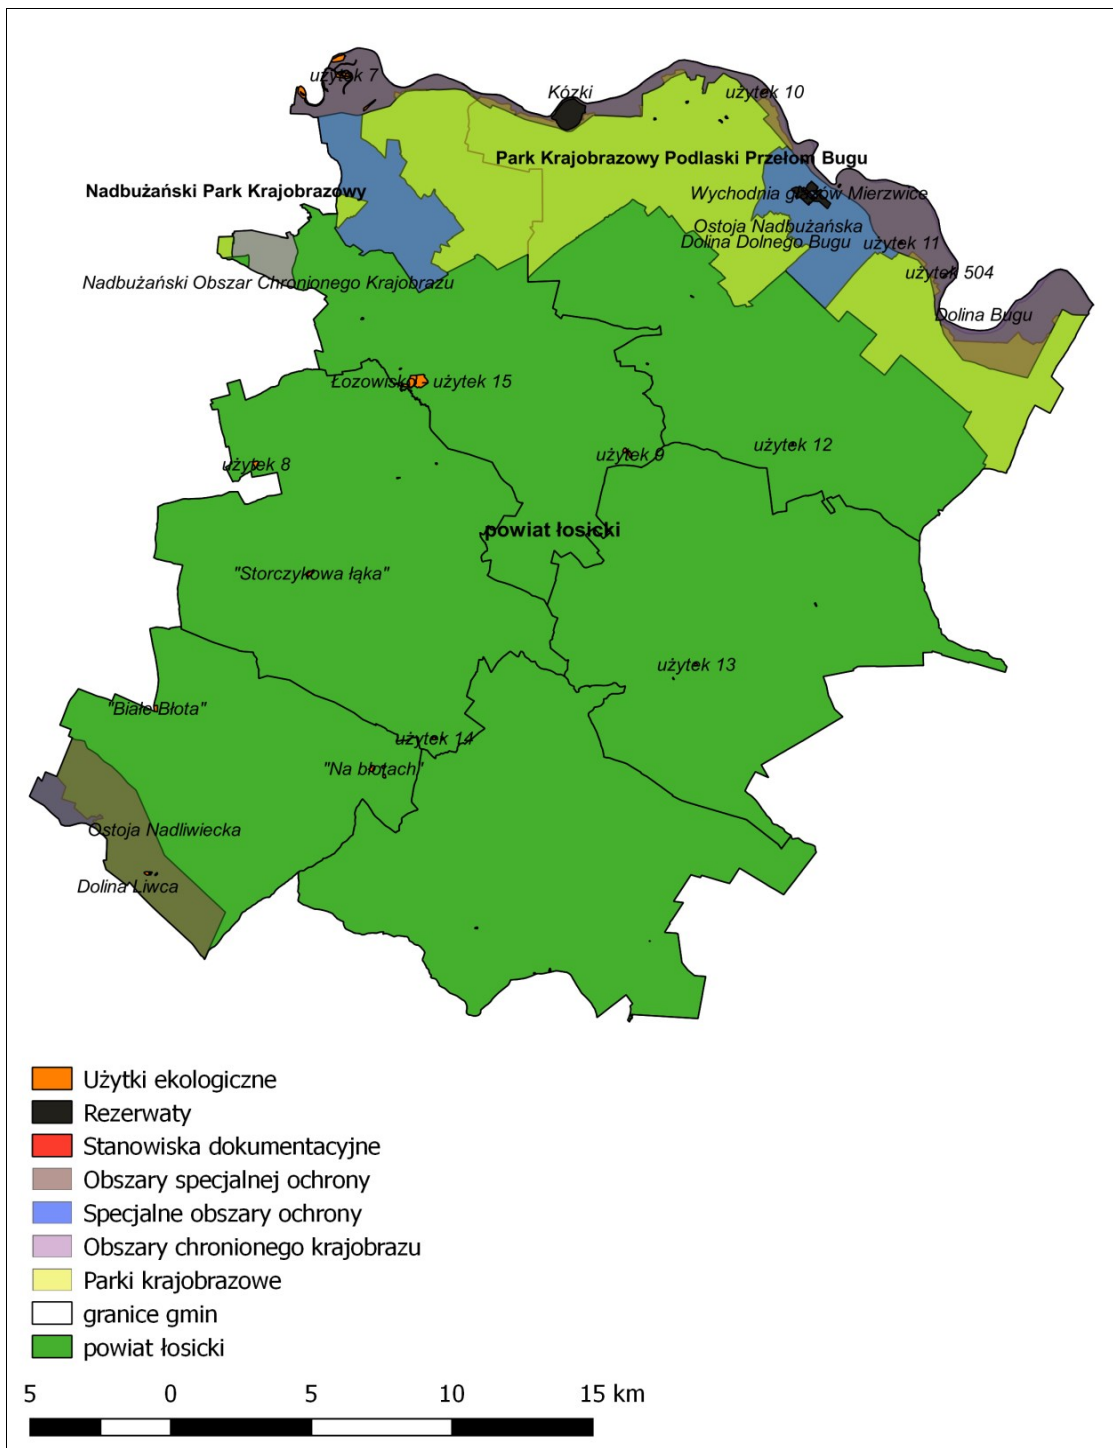 użytek 7
Kózki
użytek 10
Park Krajobrazowy Podlaski Przełom Bugu
Nadbużański Park Krajobrazowy
Wychodnia głazów Mierzwice
Ostoja Nadbużańska
Dolina Dolnego Bugu
użytek 11
użytek 504
Nadbużański Obszar Chronionego Krajobrazu
Dolina Bugu
Łozowisko
użytek 15
użytek 12
użytek 9
użytek 8
powiat łosicki
"Storczykowa łąka"
użytek 13
"Białe Błota"
użytek 14
"Na błotach"
Ostoja Nadliwiecka
Dolina Liwca
Użytki ekologiczne
Rezerwaty
Stanowiska dokumentacyjne
Obszary specjalnej ochrony
Specjalne obszary ochrony
Obszary chronionego krajobrazu
Parki krajobrazowe
granice gmin
powiat łosicki
5 0 5 10 15 km